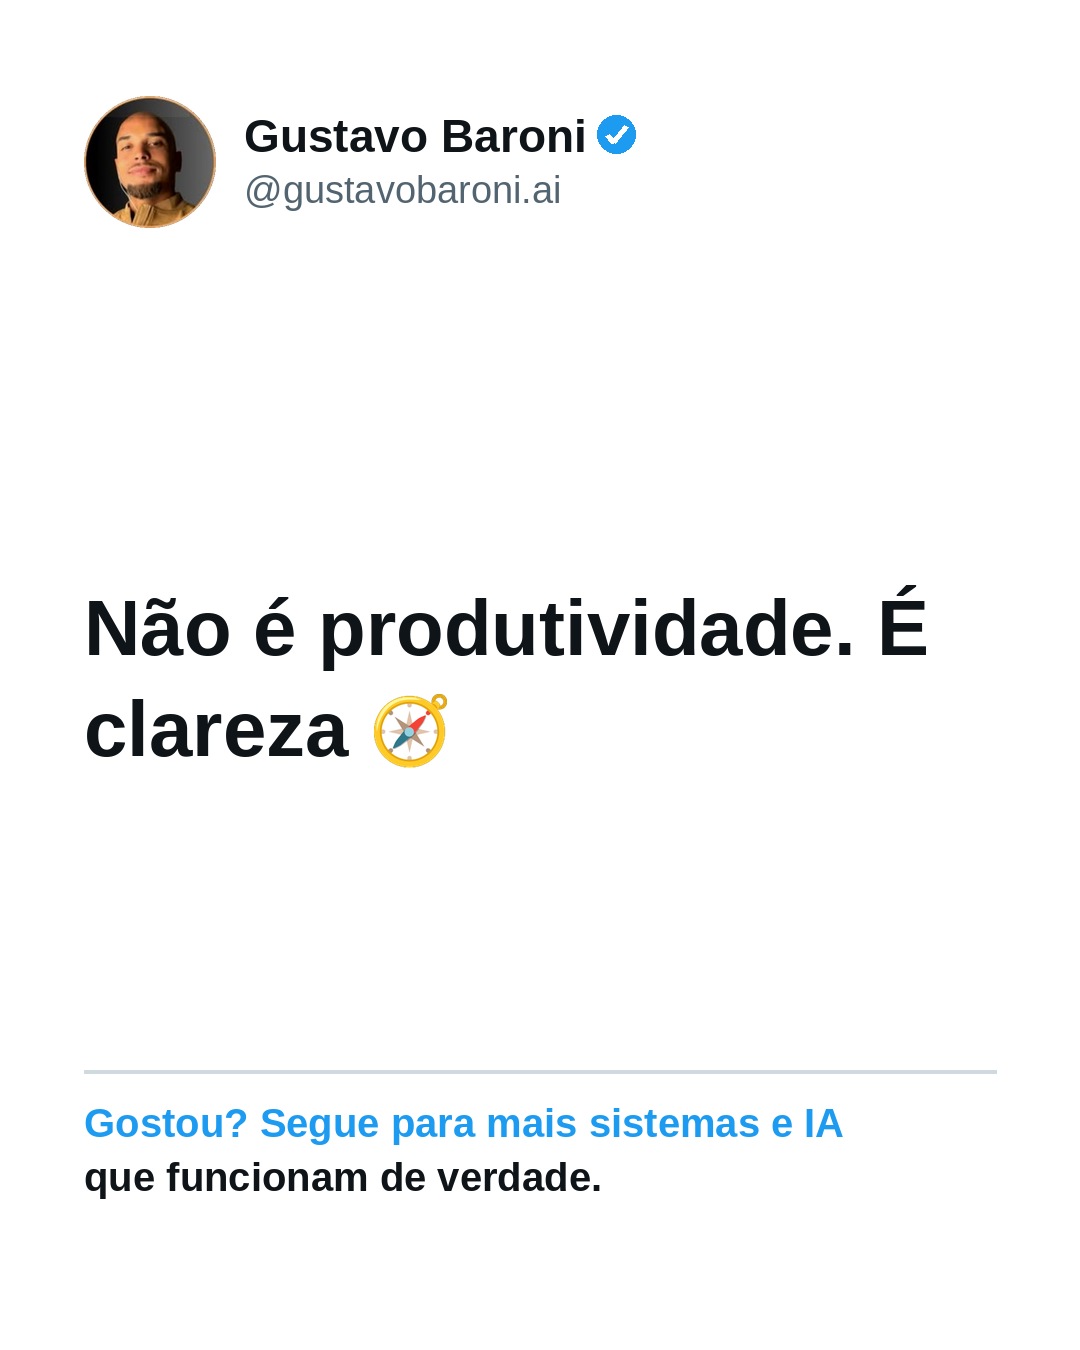 Gustavo Baroni
@gustavobaroni.ai
Não é produtividade. É
clareza 🧭
Gostou? Segue para mais sistemas e IA
que funcionam de verdade.